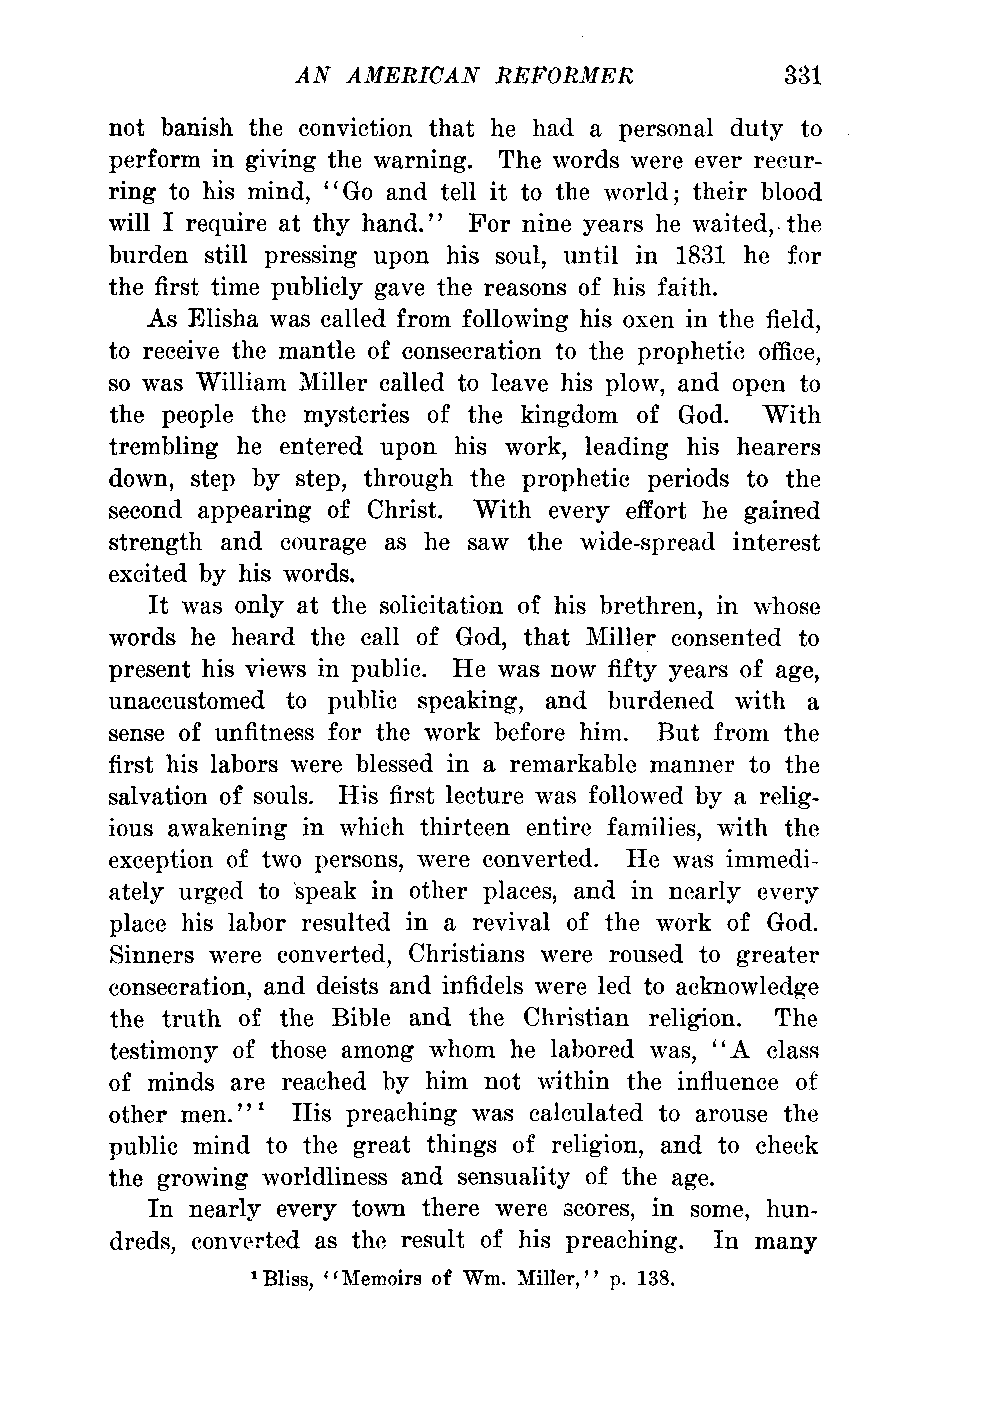 AN AMERICAN REFORMER 331
not banish the conviction that he had a personal duty to
perform in giving the warning. The words were ever recur-
ring to his mind, ‘‘Go and tell it to the world; their blood
will I require at thy hand.’’ For nine years he waited, the
burden still pressing upon his soul, until in 1831 he for
the first time publicly gave the reasons of his faith.
As Elisha was called from following his oxen in the field,
to receive the mantle of consecration to the prophetic office,
so was William Miller called to leave his plow, and open to
the people the mysteries of the kingdom of God. With
trembling he entered upon his work, leading his hearers
down, step by step, through the prophetic periods to the
second appearing of Christ. With every effort he gained
strength and courage as he saw the wide-spread interest
excited by his words.
It was only at the solicitation of his brethren, in whose
words he heard the call of God, that Miller consented to
present his views in public. He was now fifty years of age,
unaccustomed to public speaking, and burdened with a
sense of unfitness for the work before him. But from the
first his labors were blessed in a remarkable manner to the
salvation of souls. His first lecture was followed by a relig-
ious awakening in which thirteen entire families, with the
exception of two persons, were converted. He was immedi-
ately urged to speak in other places, and in nearly every
place his labor resulted in a revival of the work of God.
Sinners were converted, Christians were roused to greater
consecration, and deists and infidels were led to acknowledge
the truth of the Bible and the Christian religion. The
testimony of those among whom he labored was, ‘‘A class
of minds are reached by him not within the influence of
other men.’’¹ His preaching was calculated to arouse the
public mind to the great things of religion, and to check
the growing worldliness and sensuality of the age.
In nearly every town there were scores, in some, hun-
dreds, converted as the result of his preaching. In many
¹Bliss, ‘‘Memoirs of Wm. Miller,’’ p. 138.